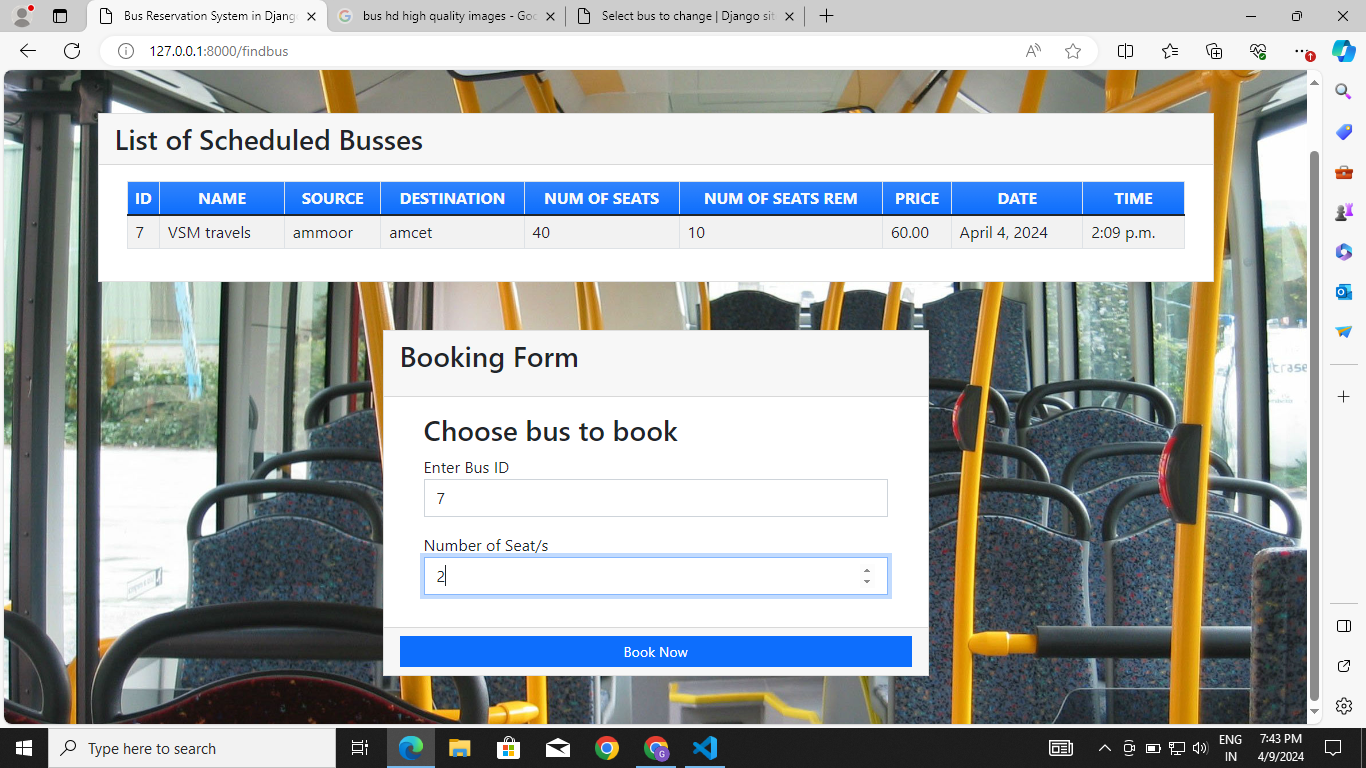 Bus Reservation System in Djang
bus hd high quality images - Goo
Select bus to change | Django sit
127.0.0.1:8000/findbus
List of Scheduled Busses
ID NAME SOURCE DESTINATION NUM OF SEATS NUM OF SEATS REM PRICE DATE TIME
7 VSM travels ammoor amcet 40 10 60.00 April 4, 2024 2:09 p.m.
Booking Form
Choose bus to book
Enter Bus ID
7
Number of Seat/s
2
Book Now
Type here to search
ENG
IN
7:43 PM
4/9/2024